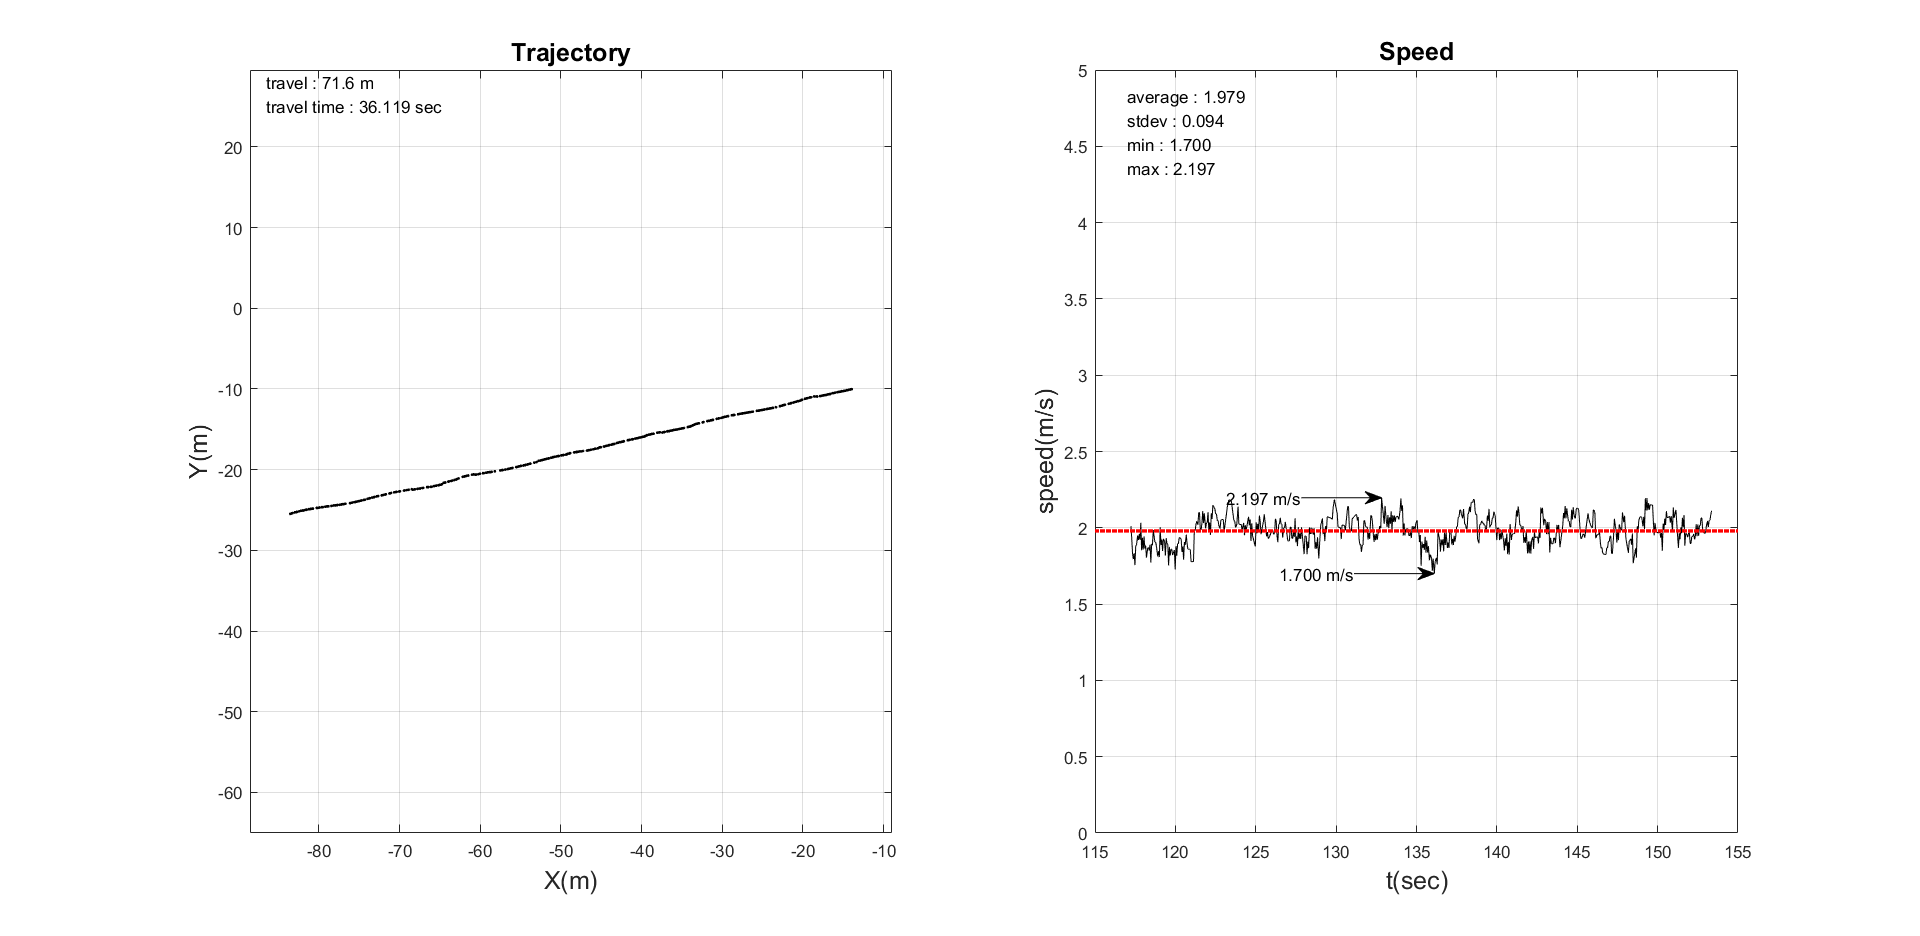 Trajectory
travel : 71.6 m
travel time : 36.119 sec
20
10
0
-10
-20
-30
-40
-50
-60
Y(m)
-80 -70 -60 -50 -40 -30 -20 -10
X(m)
Speed
average : 1.979
stdev : 0.094
min : 1.700
max : 2.197
5
4.5
4
3.5
3
2.5
2
1.5
1
0.5
0
speed(m/s)
2.197 m/s
1.700 m/s
115 120 125 130 135 140 145 150 155
t(sec)